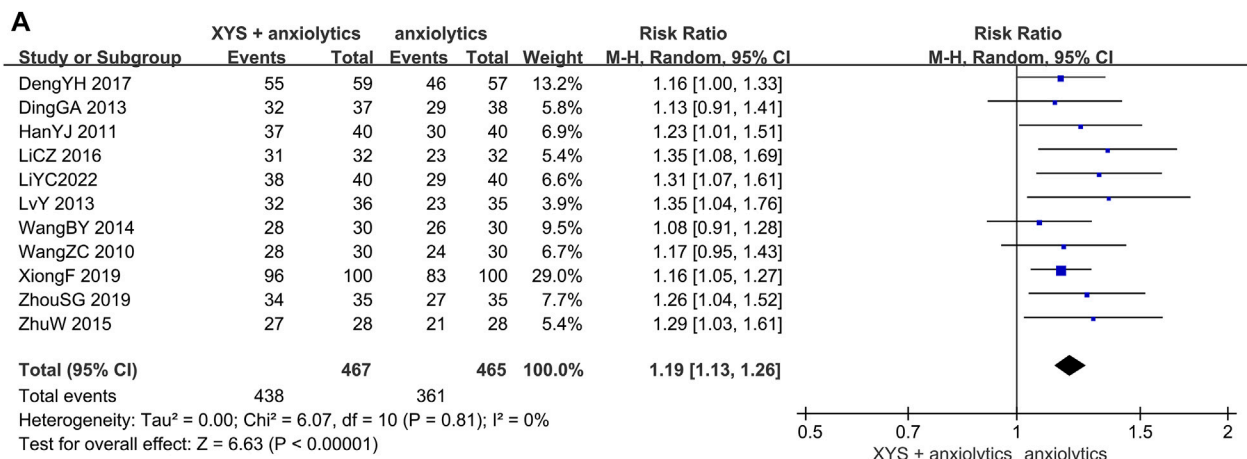 A
XYS + anxiolytics anxiolytics Risk Ratio Risk Ratio
Study or Subgroup Events Total Events Total Weight M-H, Random, 95% CI M-H, Random, 95% CI
DengYH 2017 55 59 46 57 13.2% 1.16 [1.00, 1.33]
DingGA 2013 32 37 29 38 5.8% 1.13 [0.91, 1.41]
HanYJ 2011 37 40 30 40 6.9% 1.23 [1.01, 1.51]
LiCZ 2016 31 32 23 32 5.4% 1.35 [1.08, 1.69]
LiYC2022 38 40 29 40 6.6% 1.31 [1.07, 1.61]
LvY 2013 32 36 23 35 3.9% 1.35 [1.04, 1.76]
WangBY 2014 28 30 26 30 9.5% 1.08 [0.91, 1.28]
WangZC 2010 28 30 24 30 6.7% 1.17 [0.95, 1.43]
XiongF 2019 96 100 83 100 29.0% 1.16 [1.05, 1.27]
ZhouSG 2019 34 35 27 35 7.7% 1.26 [1.04, 1.52]
ZhuW 2015 27 28 21 28 5.4% 1.29 [1.03, 1.61]
Total (95% CI) 467 465 100.0% 1.19 [1.13, 1.26]
Total events 438 361
Heterogeneity: Tau² = 0.00; Chi² = 6.07, df = 10 (P = 0.81); I² = 0%
Test for overall effect: Z = 6.63 (P < 0.00001)
0.5 0.7 1 1.5 2
XYS + anxiolytics anxiolytics